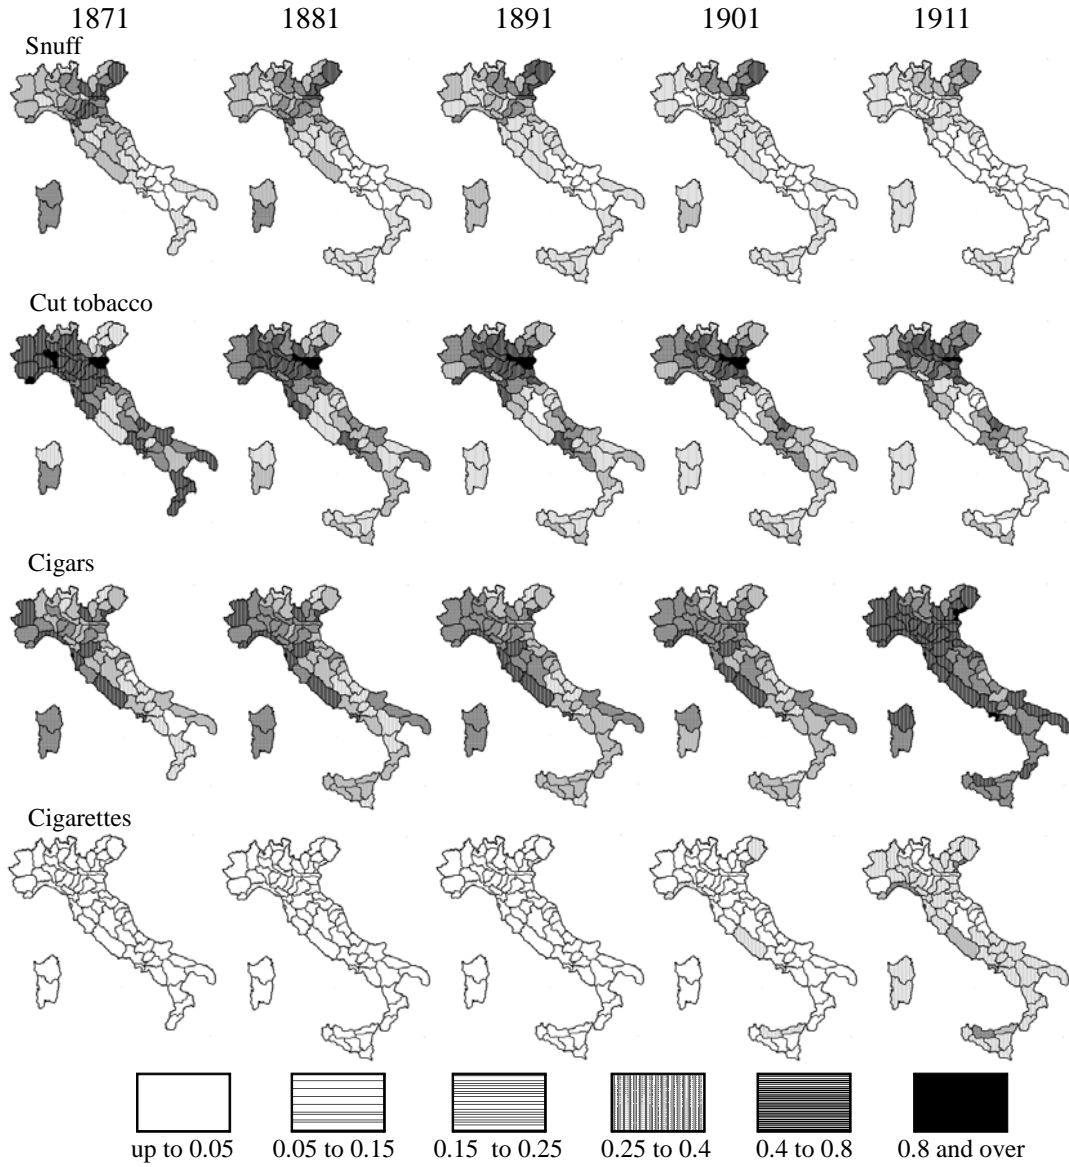 1871 1881 1891 1901 1911
Snuff
Cut tobacco
Cigars
Cigarettes
up to 0.05 0.05 to 0.15 0.15 to 0.25 0.25 to 0.4 0.4 to 0.8 0.8 and over